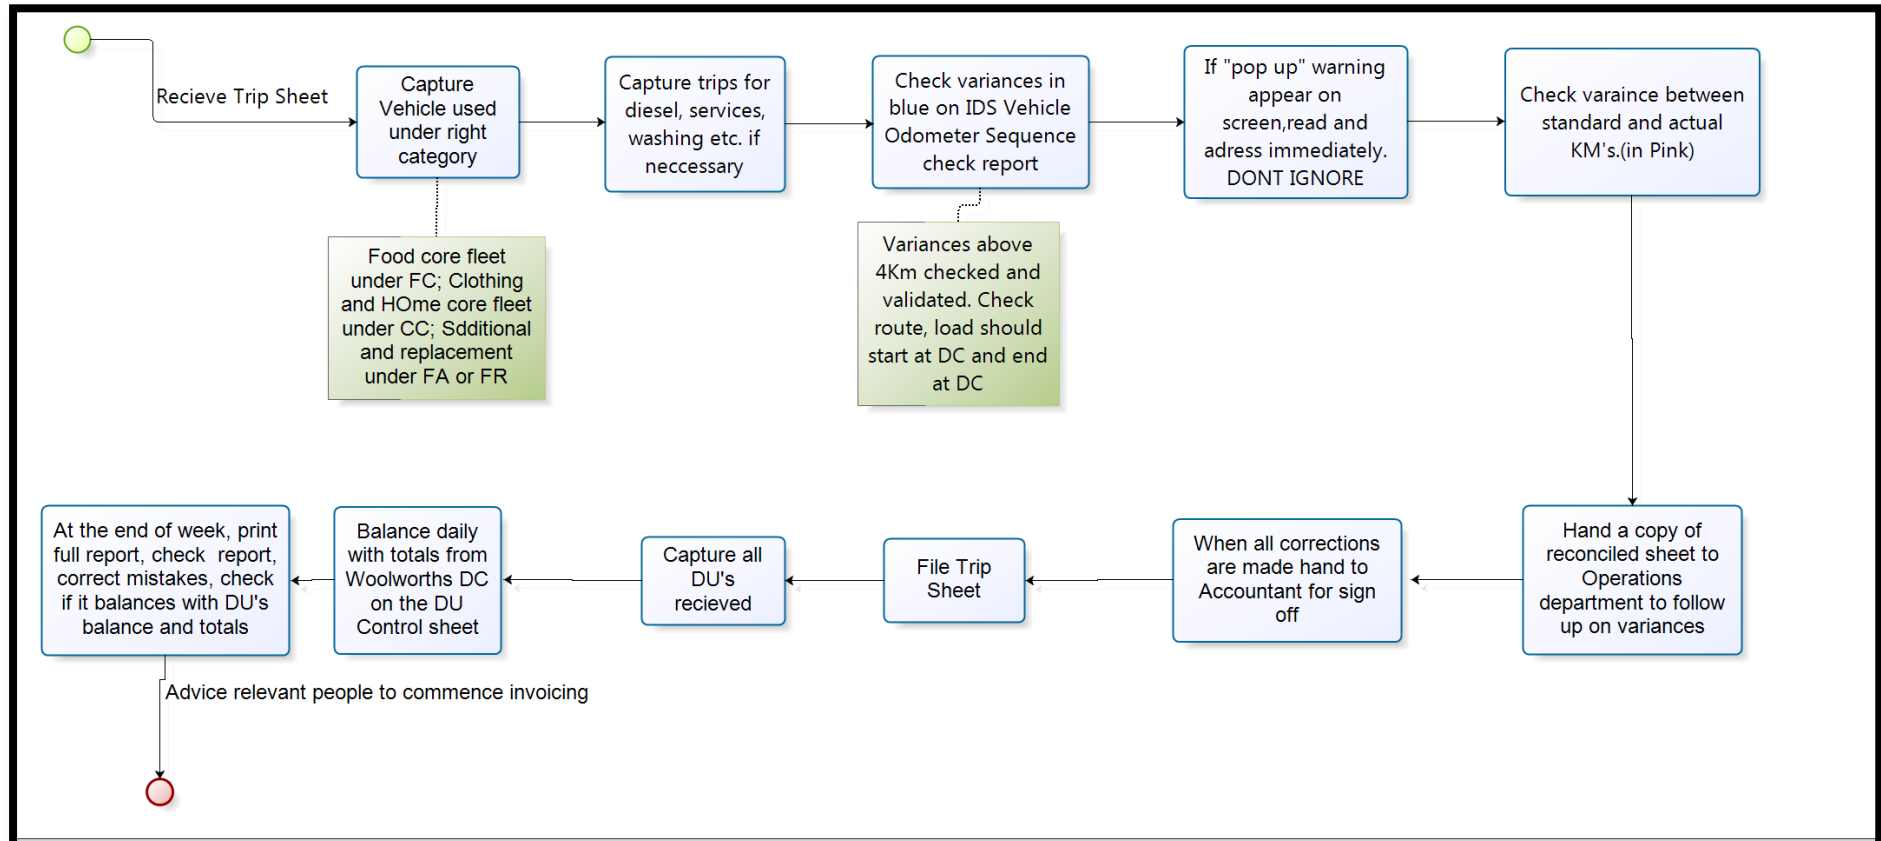 Recieve Trip Sheet
Capture
Vehicle used
under right
category
Capture trips for
diesel, services,
washing etc. if
neccessary
Check variances in
blue on IDS Vehicle
Odometer Sequence
check report
If "pop up" warning
appear on
screen,read and
adress immediately.
DONT IGNORE
Check varaince between
standard and actual
KM's.(in Pink)
Food core fleet
under FC; Clothing
and HOme core fleet
under CC; Sdditional
and replacement
under FA or FR
Variances above
4Km checked and
validated. Check
route, load should
start at DC and end
at DC
Hand a copy of
reconciled sheet to
Operations
department to follow
up on variances
When all corrections
are made hand to
Accountant for sign
off
File Trip
Sheet
Capture all
DU's
recieved
Balance daily
with totals from
Woolworths DC
on the DU
Control sheet
At the end of week, print
full report, check  report,
correct mistakes, check
if it balances with DU's
balance and totals
Advice relevant people to commence invoicing